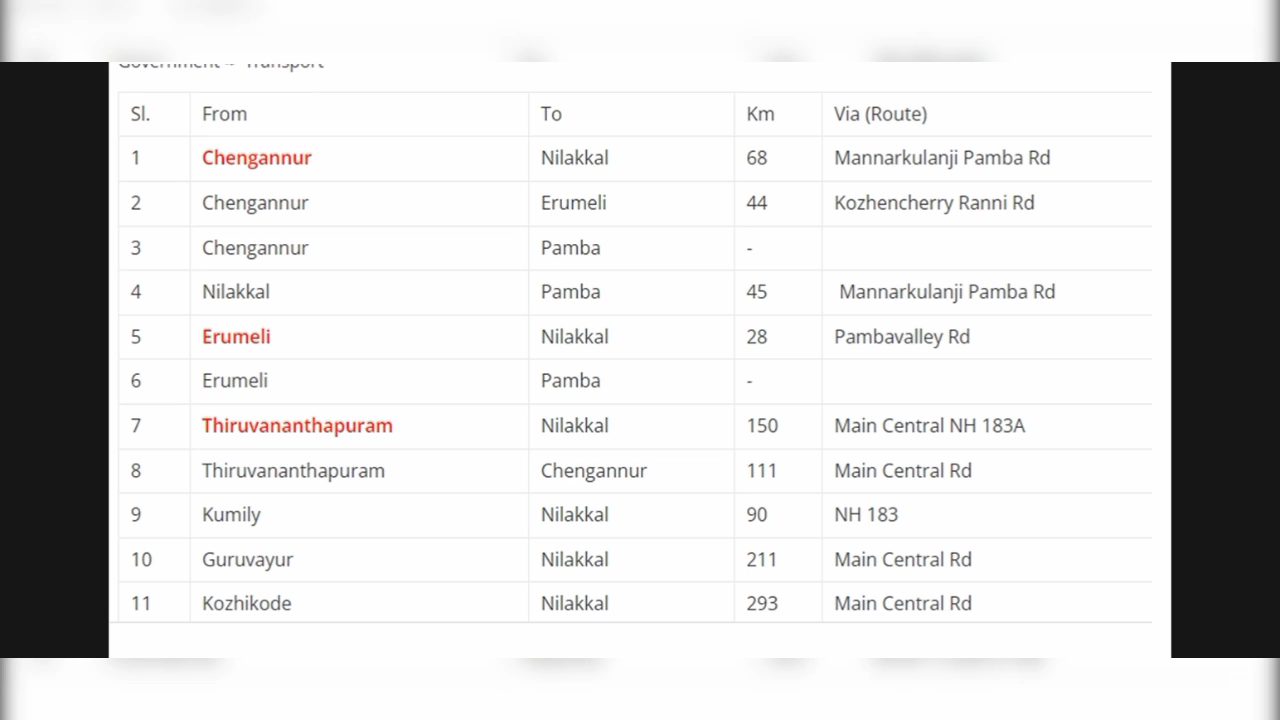 Government ~ Transport
Sl. From To Km Via (Route)
1 Chengannur Nilakkal 68 Mannarkulanji Pamba Rd
2 Chengannur Erumeli 44 Kozhencherry Ranni Rd
3 Chengannur Pamba -
4 Nilakkal Pamba 45 Mannarkulanji Pamba Rd
5 Erumeli Nilakkal 28 Pambavalley Rd
6 Erumeli Pamba -
7 Thiruvananthapuram Nilakkal 150 Main Central NH 183A
8 Thiruvananthapuram Chengannur 111 Main Central Rd
9 Kumily Nilakkal 90 NH 183
10 Guruvayur Nilakkal 211 Main Central Rd
11 Kozhikode Nilakkal 293 Main Central Rd